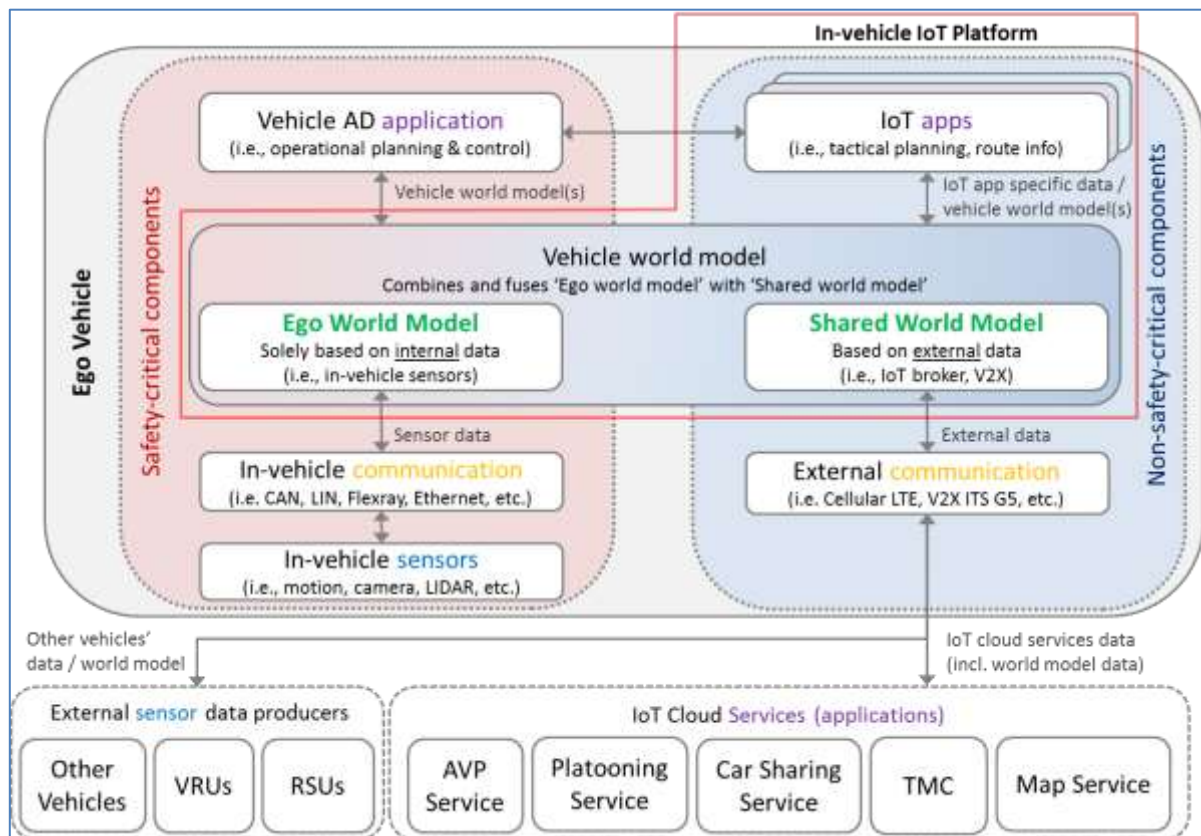 In-vehicle IoT Platform
Ego Vehicle
Safety-critical components
Non-safety-critical components
Vehicle AD application
(i.e., operational planning & control)
IoT apps
(i.e., tactical planning, route info)
Vehicle world model(s)
IoT app specific data /
vehicle world model(s)
Vehicle world model
Combines and fuses ‘Ego world model’ with ‘Shared world model’
Ego World Model
Solely based on internal data
(i.e., in-vehicle sensors)
Shared World Model
Based on external data
(i.e., IoT broker, V2X)
Sensor data
External data
In-vehicle communication
(i.e. CAN, LIN, Flexray, Ethernet, etc.)
External communication
(i.e. Cellular LTE, V2X ITS G5, etc.)
In-vehicle sensors
(i.e., motion, camera, LIDAR, etc.)
Other vehicles’
data / world model
IoT cloud services data
(incl. world model data)
External sensor data producers
Other
Vehicles
VRUs
RSUs
IoT Cloud Services (applications)
AVP
Service
Platooning
Service
Car Sharing
Service
TMC
Map Service